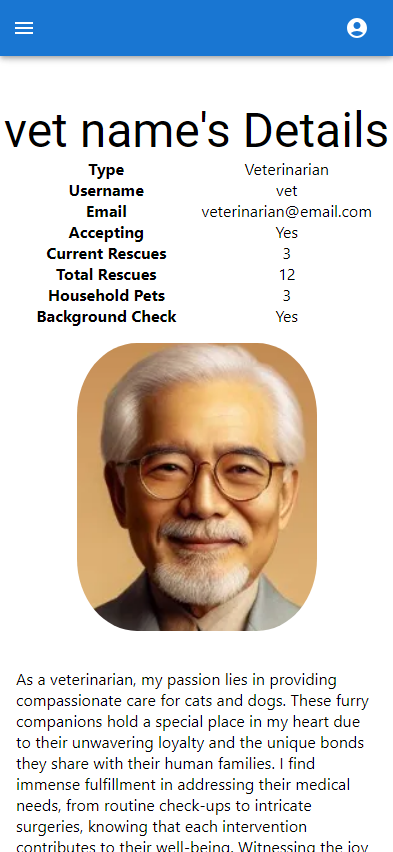 vet name's Details
Type Veterinarian
Username vet
Email veterinarian@email.com
Accepting Yes
Current Rescues 3
Total Rescues 12
Household Pets 3
Background Check Yes
As a veterinarian, my passion lies in providing
compassionate care for cats and dogs. These furry
companions hold a special place in my heart due
to their unwavering loyalty and the unique bonds
they share with their human families. I find
immense fulfillment in addressing their medical
needs, from routine check-ups to intricate
surgeries, knowing that each intervention
contributes to their well-being. Witnessing the joy